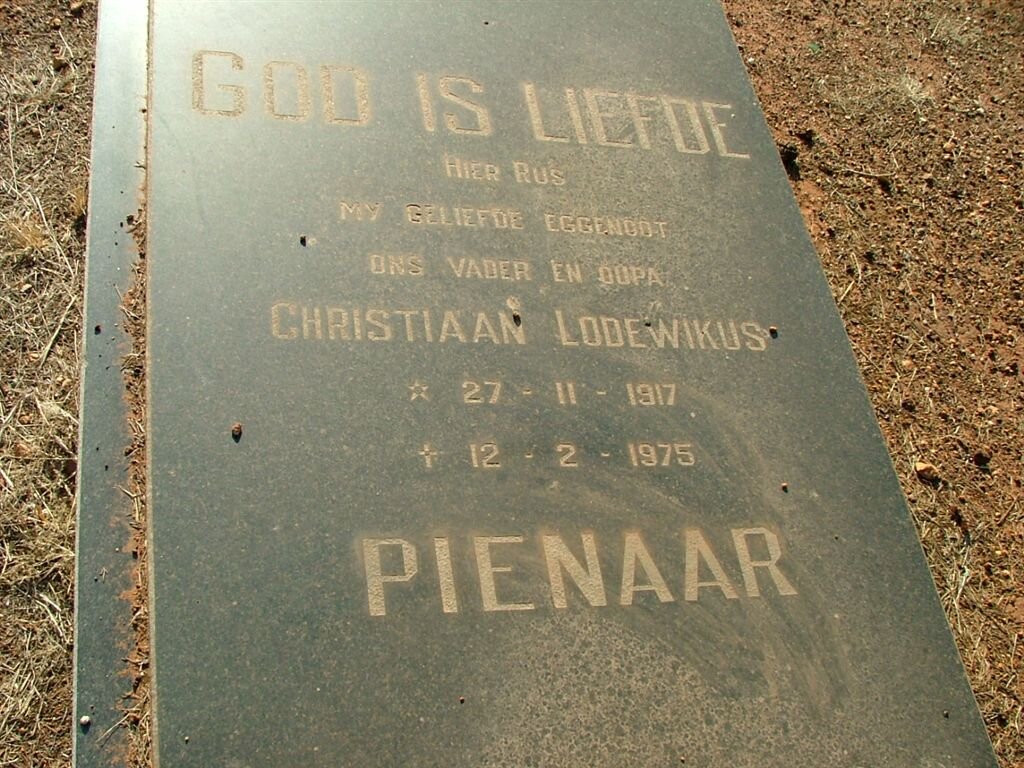 GOD IS LIEFDE
HIER RUS
MY GELIEFDE EGGENOOT
ONS VADER EN OUPA
CHRISTIAAN LODEWIKUS
☆ 27 - 11 - 1917
† 12 - 2 - 1975
PIENAAR